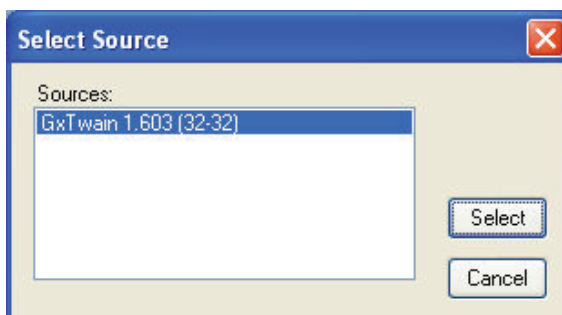 Select Source
Sources:
GxTwain 1.603 (32-32)
Select
Cancel